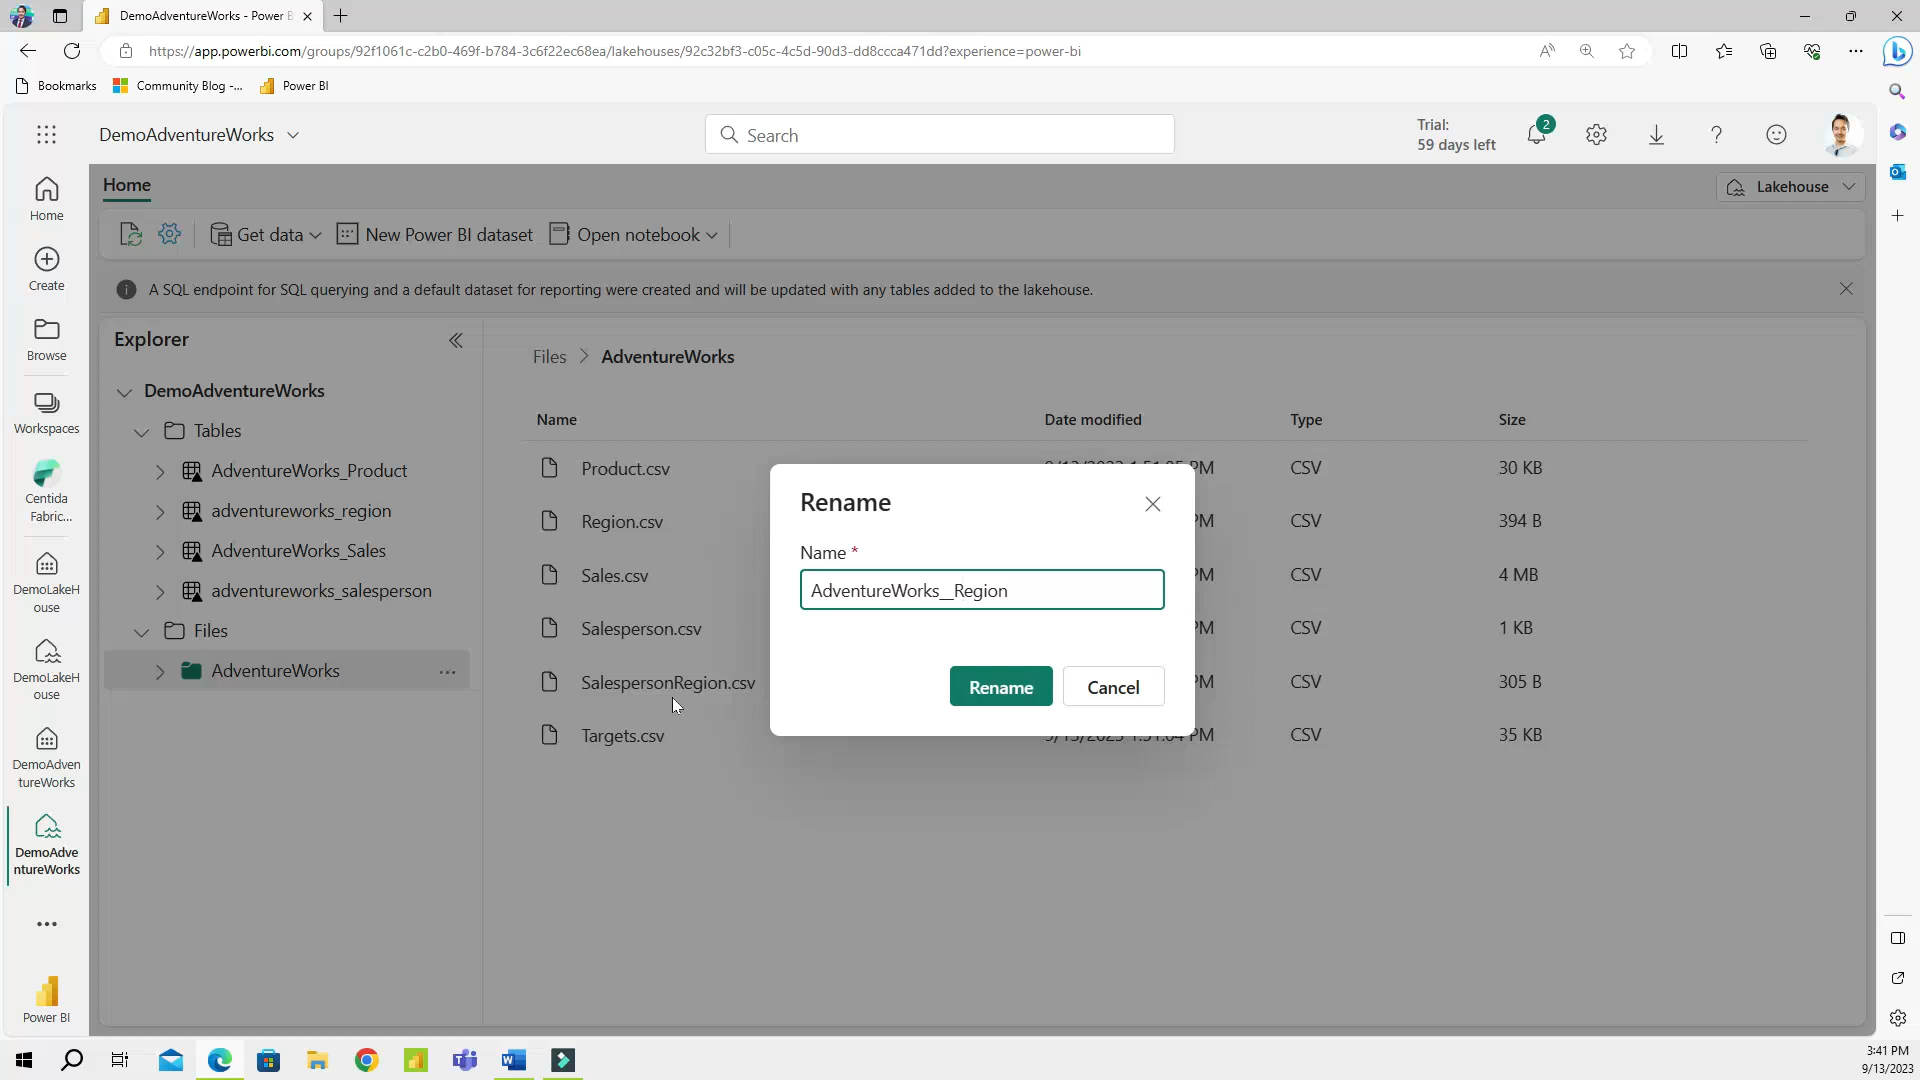 DemoAdventureWorks - Power B
https://app.powerbi.com/groups/92f1061c-c2b0-469f-b784-3c6f22ec68ea/lakehouses/92c32bf3-c05c-4c5d-90d3-dd8ccca471dd?experience=power-bi
Bookmarks Community Blog -... Power BI
DemoAdventureWorks Search Trial: 2
59 days left
Home Lakehouse
Home
Create
Browse
Workspaces
Centida
Fabric...
DemoLakeH
ouse
DemoLakeH
ouse
DemoAdven
tureWorks
DemoAdve
ntureWorks
Power BI
Get data New Power BI dataset Open notebook
A SQL endpoint for SQL querying and a default dataset for reporting were created and will be updated with any tables added to the lakehouse.
Explorer
DemoAdventureWorks
Tables
AdventureWorks_Product
adventureworks_region
AdventureWorks_Sales
adventureworks_salesperson
Files
AdventureWorks ...
Files > AdventureWorks
Name Date modified Type Size
Product.csv PM CSV 30 KB
Region.csv PM CSV 394 B
Sales.csv PM CSV 4 MB
Salesperson.csv PM CSV 1 KB
SalespersonRegion.csv PM CSV 305 B
Targets.csv PM CSV 35 KB
Rename
Name *
AdventureWorks__Region
Rename Cancel
3:41 PM
9/13/2023